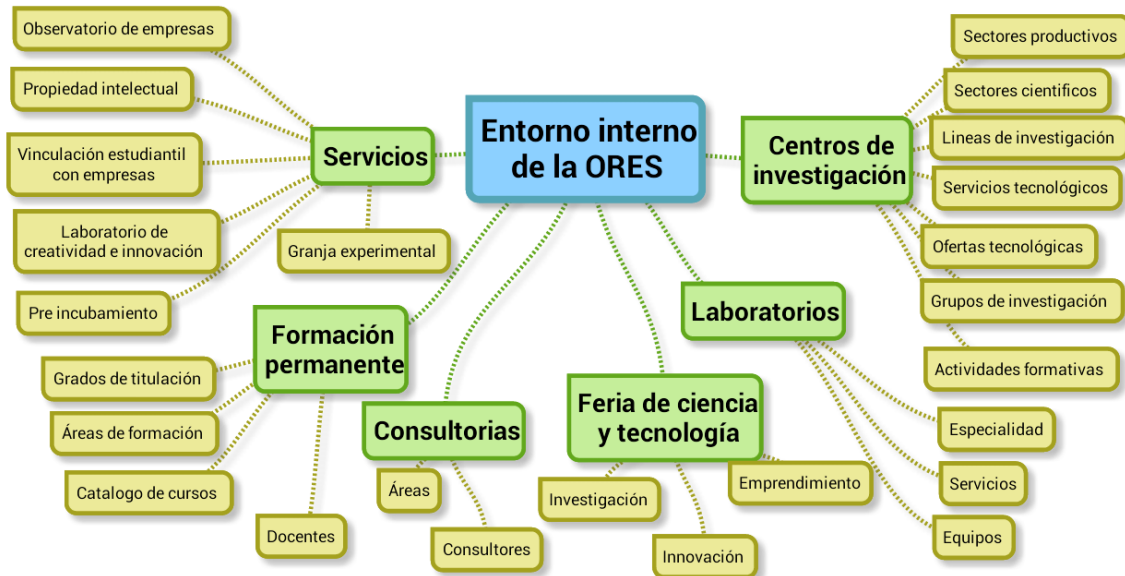 Entorno interno
de la ORES
Servicios
Observatorio de empresas
Propiedad intelectual
Vinculación estudiantil
con empresas
Laboratorio de
creatividad e innovación
Pre incubamiento
Granja experimental
Formación
permanente
Grados de titulación
Áreas de formación
Catalogo de cursos
Docentes
Consultorias
Áreas
Consultores
Feria de ciencia
y tecnología
Investigación
Innovación
Emprendimiento
Laboratorios
Especialidad
Servicios
Equipos
Centros de
investigación
Sectores productivos
Sectores cientificos
Lineas de investigación
Servicios tecnológicos
Ofertas tecnológicas
Grupos de investigación
Actividades formativas